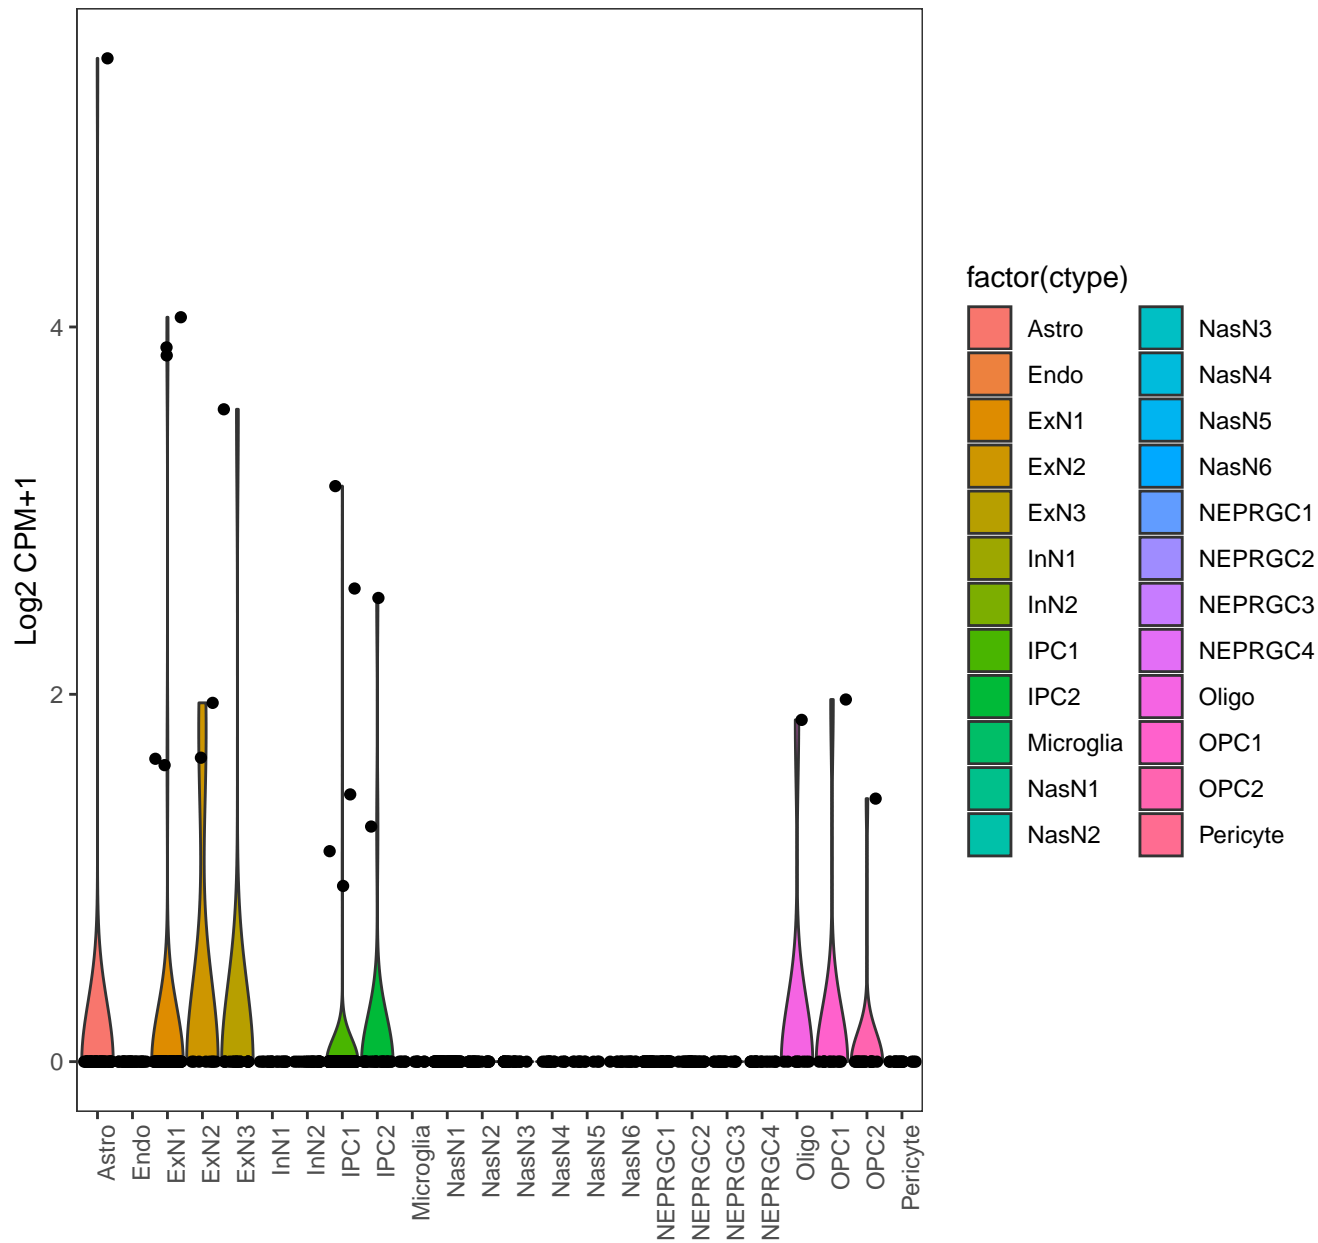 Log2 CPM+1
4
2
0
Astro
Endo
ExN1
ExN2
ExN3
InN1
InN2
IPC1
IPC2
Microglia
NasN1
NasN2
NasN3
NasN4
NasN5
NasN6
NEPRGC1
NEPRGC2
NEPRGC3
NEPRGC4
Oligo
OPC1
OPC2
Pericyte
factor(ctype)
Astro
Endo
ExN1
ExN2
ExN3
InN1
InN2
IPC1
IPC2
Microglia
NasN1
NasN2
NasN3
NasN4
NasN5
NasN6
NEPRGC1
NEPRGC2
NEPRGC3
NEPRGC4
Oligo
OPC1
OPC2
Pericyte